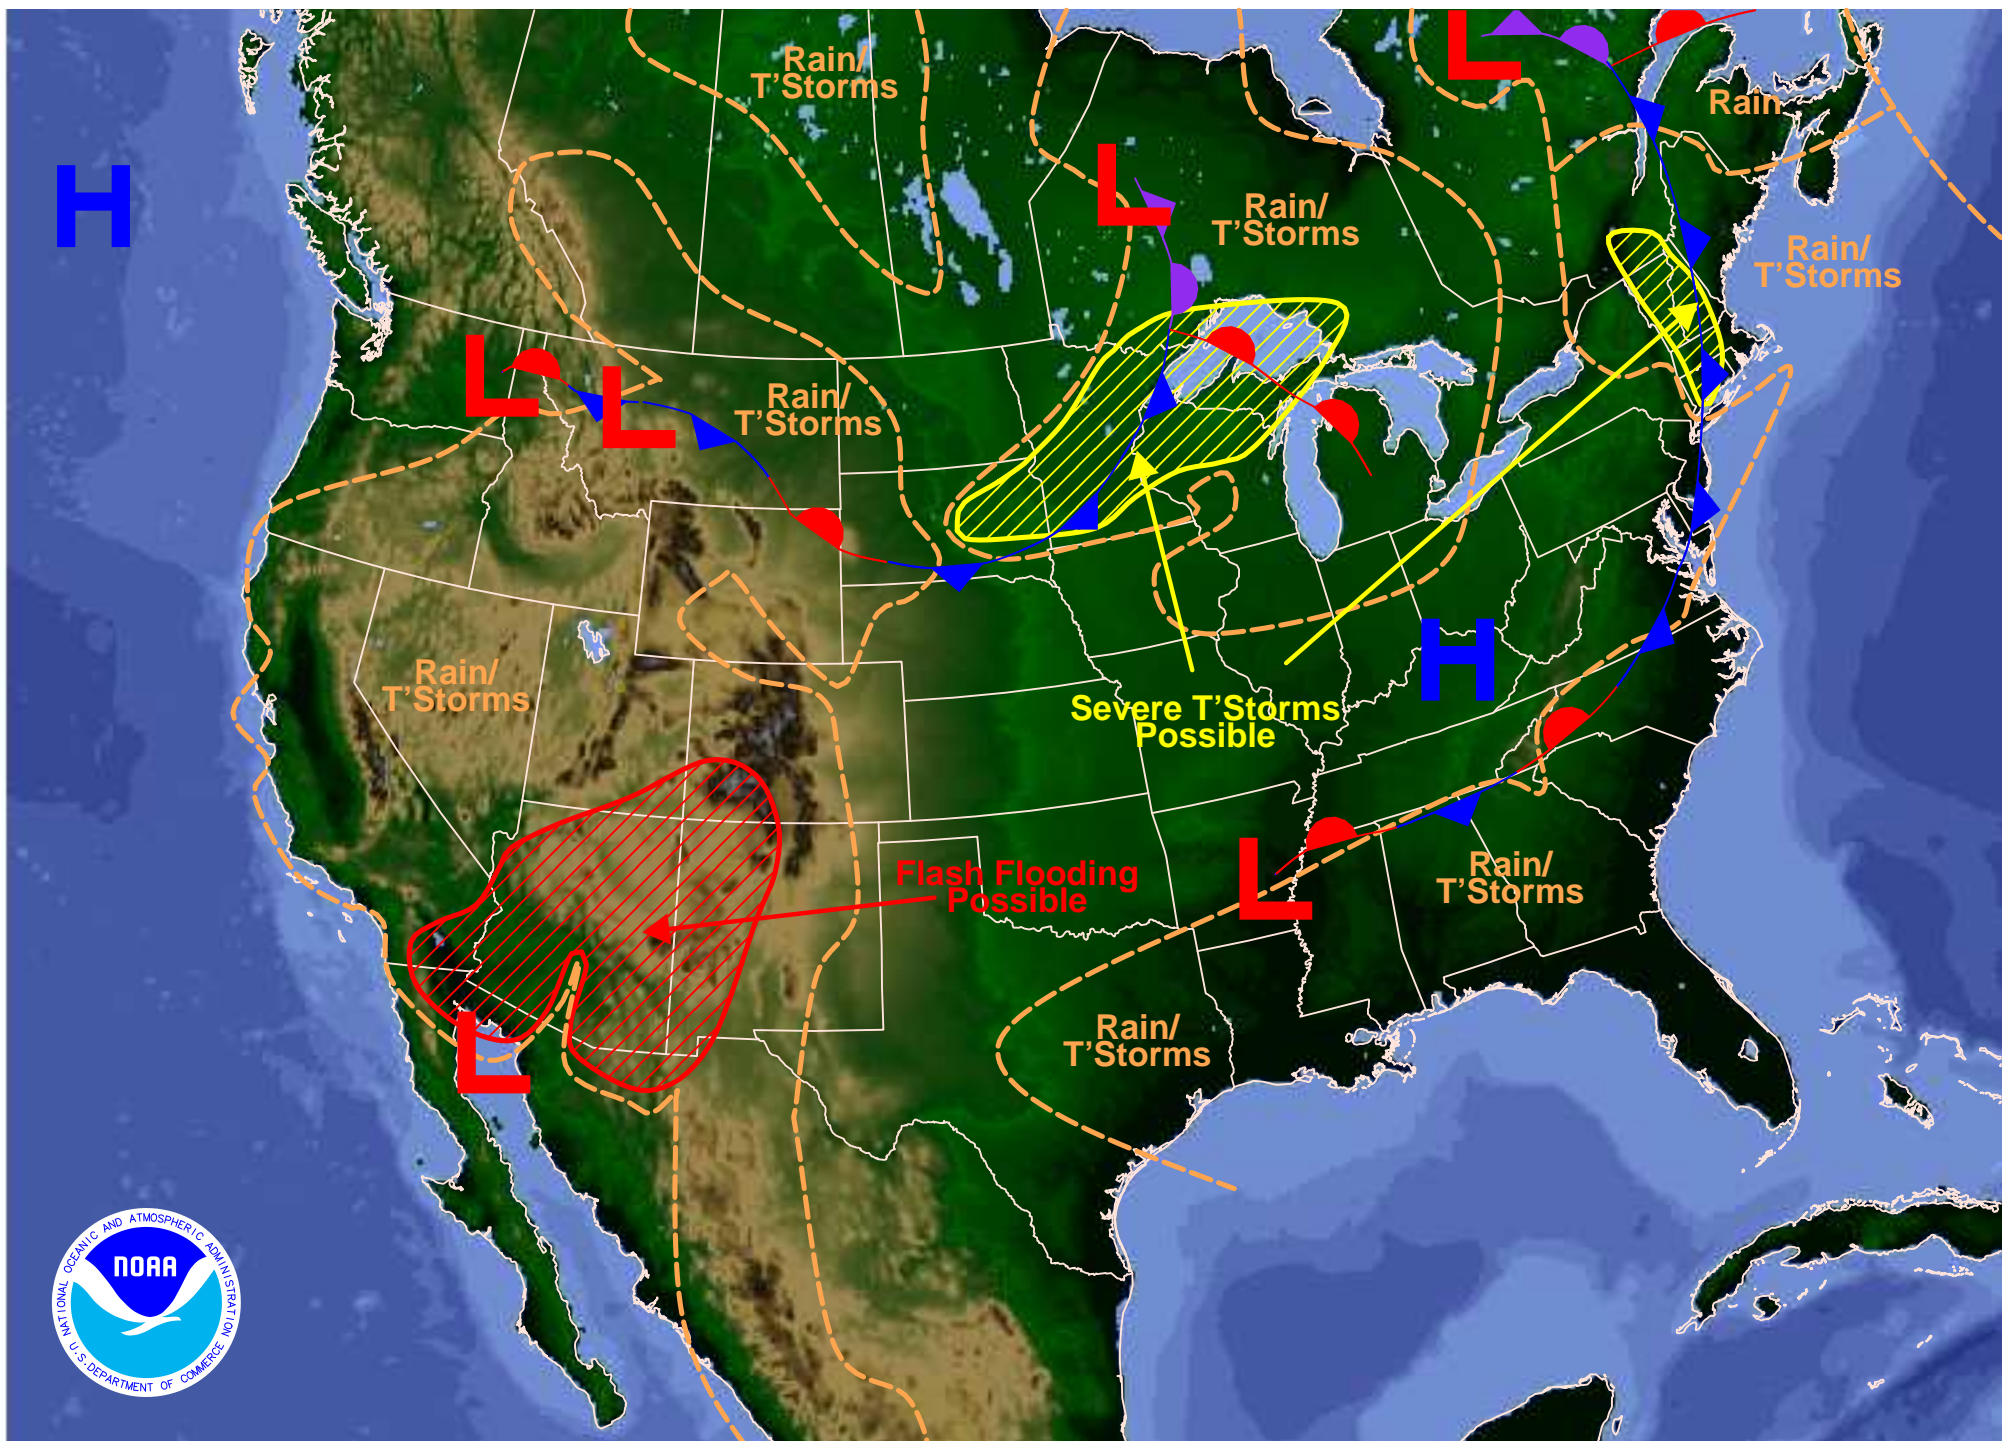 L
Rain/
T'Storms
Rain
H
L
Rain/
T'Storms
Rain/
T'Storms
L
L
Rain/
T'Storms
Rain/
T'Storms
H
Severe T'Storms
Possible
L
Flash Flooding
Possible
Rain/
T'Storms
L
Rain/
T'Storms
NATIONAL OCEANIC AND ATMOSPHERIC ADMINISTRATION
NOAA
U.S. DEPARTMENT OF COMMERCE